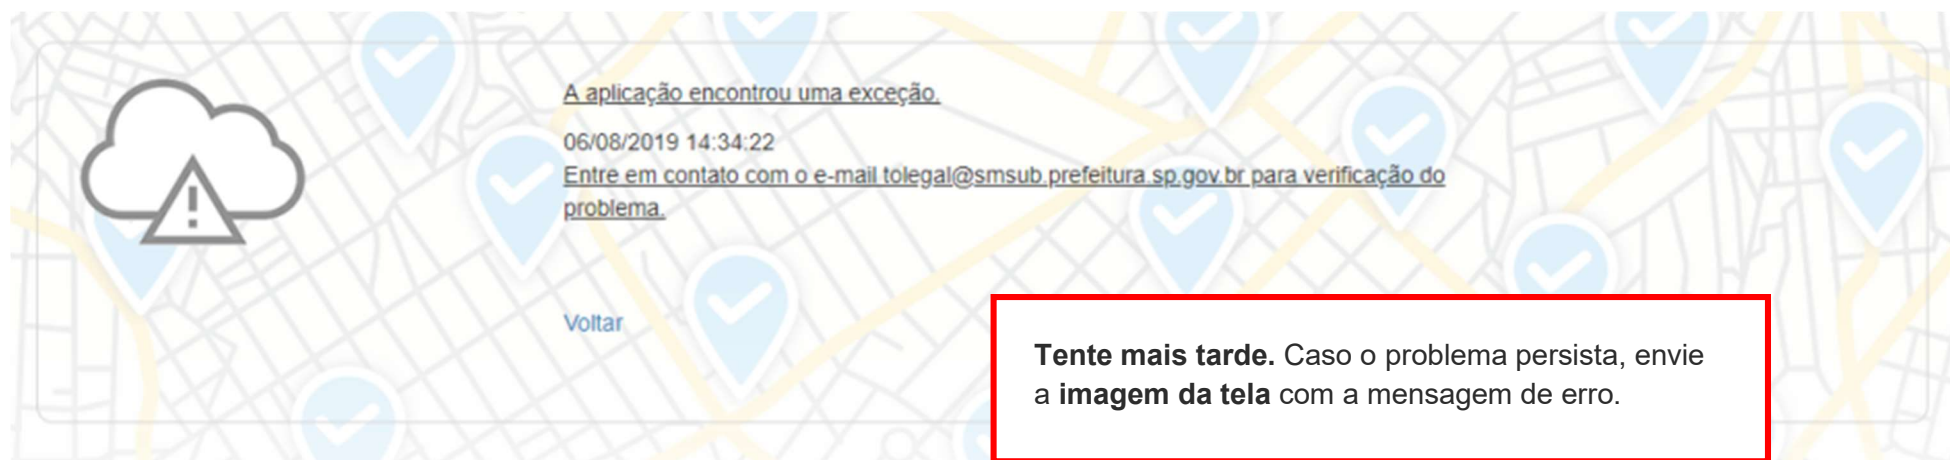 A aplicação encontrou uma exceção.
06/08/2019 14:34:22
Entre em contato com o e-mail tolegal@smsub.prefeitura.sp.gov.br para verificação do
problema.
Voltar
Tente mais tarde. Caso o problema persista, envie
a imagem da tela com a mensagem de erro.